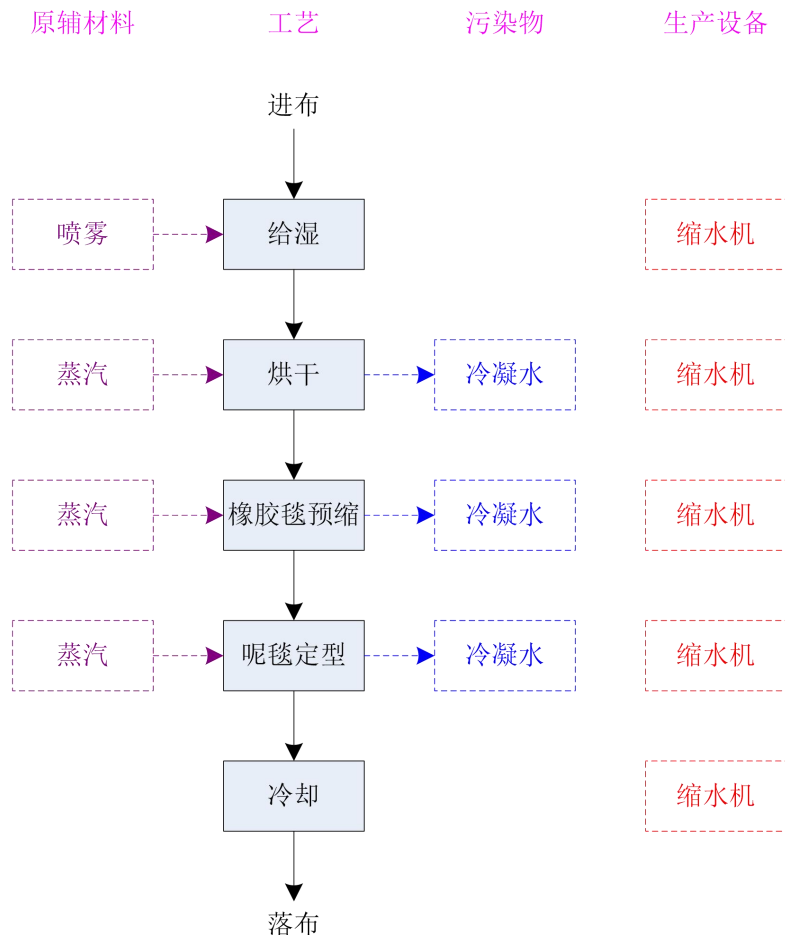 原辅材料 工艺 污染物 生产设备
进布
喷雾 给湿 缩水机
蒸汽 烘干 冷凝水 缩水机
蒸汽 橡胶毯预缩 冷凝水 缩水机
蒸汽 呢毯定型 冷凝水 缩水机
冷却 缩水机
落布